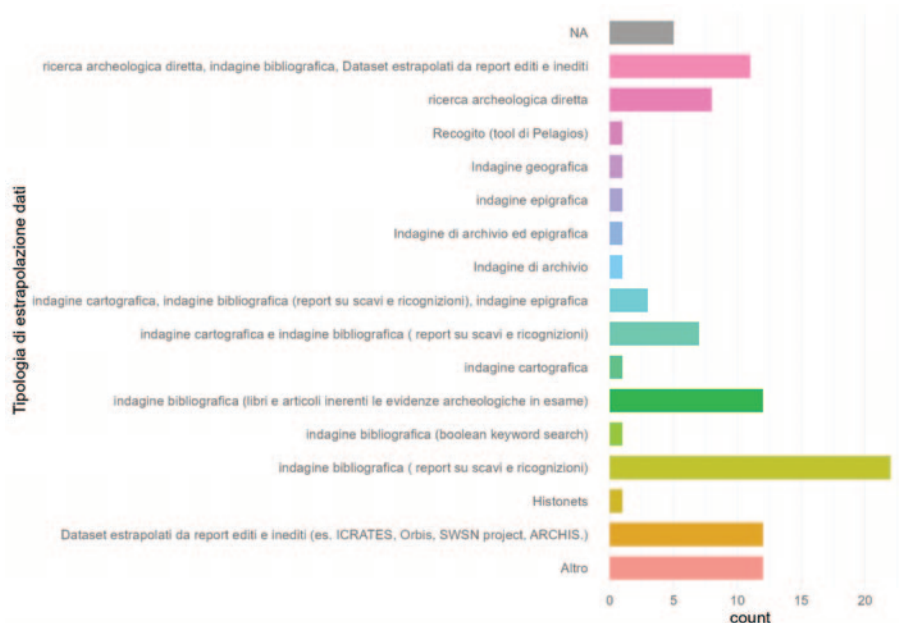 NA
ricerca archeologica diretta, indagine bibliografica, Dataset estrapolati da report editi e inediti
ricerca archeologica diretta
Recogito (tool di Pelagios)
Indagine geografica
indagine epigrafica
Indagine di archivio ed epigrafica
Indagine di archivio
indagine cartografica, indagine bibliografica (report su scavi e ricognizioni), indagine epigrafica
indagine cartografica e indagine bibliografica ( report su scavi e ricognizioni)
indagine cartografica
indagine bibliografica (libri e articoli inerenti le evidenze archeologiche in esame)
indagine bibliografica (boolean keyword search)
indagine bibliografica ( report su scavi e ricognizioni)
Histonets
Dataset estrapolati da report editi e inediti (es. ICRATES, Orbis, SWSN project, ARCHIS.)
Altro
Tipologia di estrapolazione dati
0 5 10 15 20
count